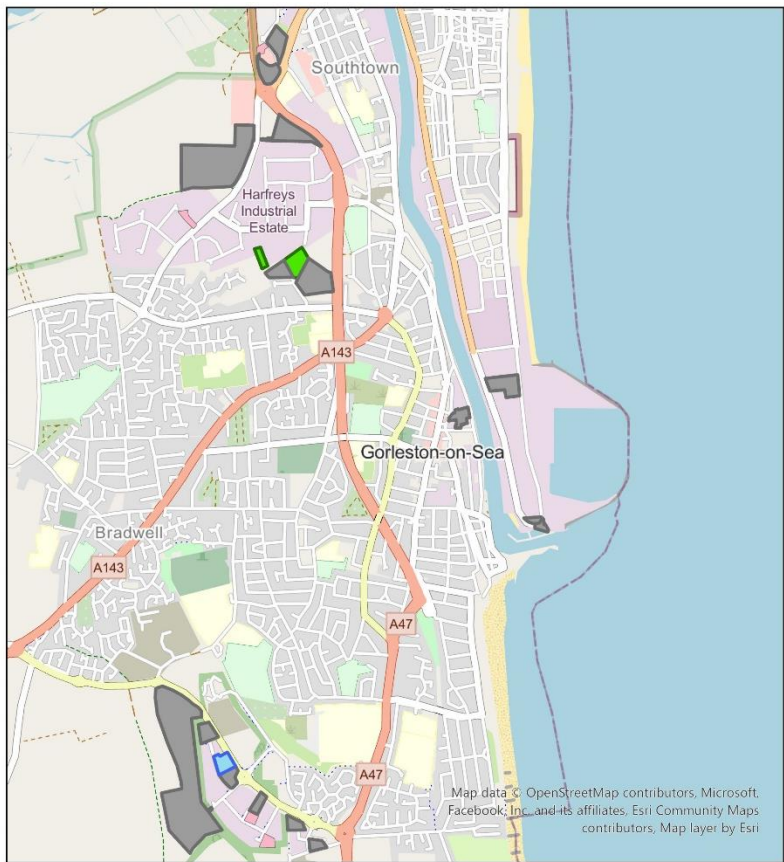 Southtown
Harfreys
Industrial
Estate
A143
Gorleston-on-Sea
Bradwell
A143
A47
A47
Map data © OpenStreetMap contributors, Microsoft,
Facebook, Inc. and its affiliates, Esri Community Maps
contributors, Map layer by Esri